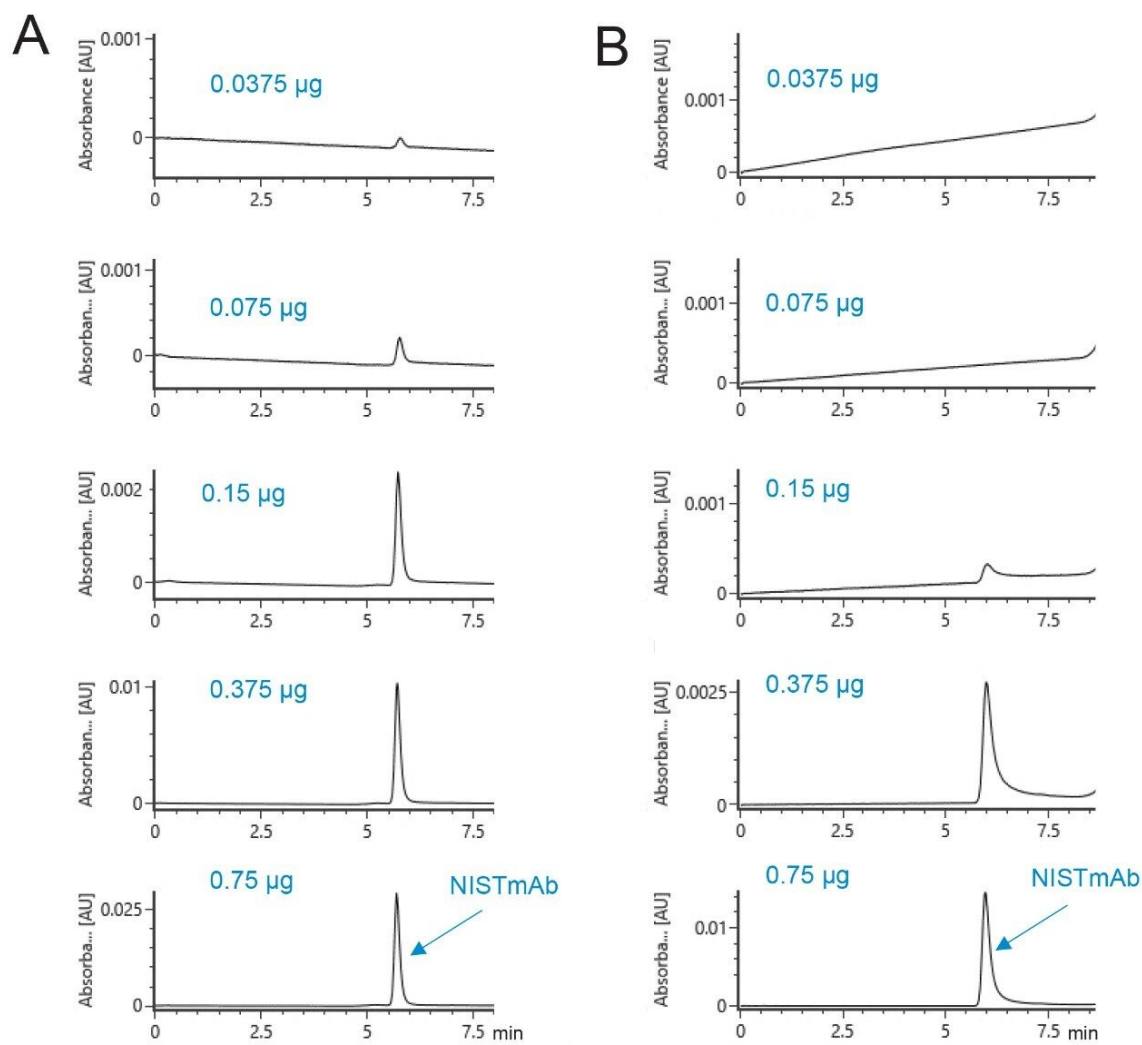 A
B
Absorbance [AU]
0.001
0
0.0375 µg
0 2.5 5 7.5
Absorbance [AU]
0.001
0
0.0375 µg
0 2.5 5 7.5
Absorban... [AU]
0.001
0
0.075 µg
0 2.5 5 7.5
Absorban... [AU]
0.001
0
0.075 µg
0 2.5 5 7.5
Absorban... [AU]
0.002
0
0.15 µg
0 2.5 5 7.5
Absorban... [AU]
0.001
0
0.15 µg
0 2.5 5 7.5
Absorban... [AU]
0.01
0
0.375 µg
0 2.5 5 7.5
Absorban... [AU]
0.0025
0
0.375 µg
0 2.5 5 7.5
Absorba... [AU]
0.025
0
0.75 µg
NISTmAb
0 2.5 5 7.5 min
Absorba... [AU]
0.01
0
0.75 µg
NISTmAb
0 2.5 5 7.5 min